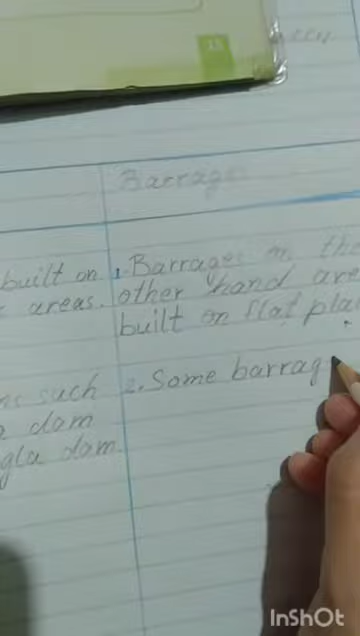 Barrage
built on
areas.
1. Barrages on the
other hand are
built on flat pla
such
dam
gla dam.
2. Some barrag
InShOt